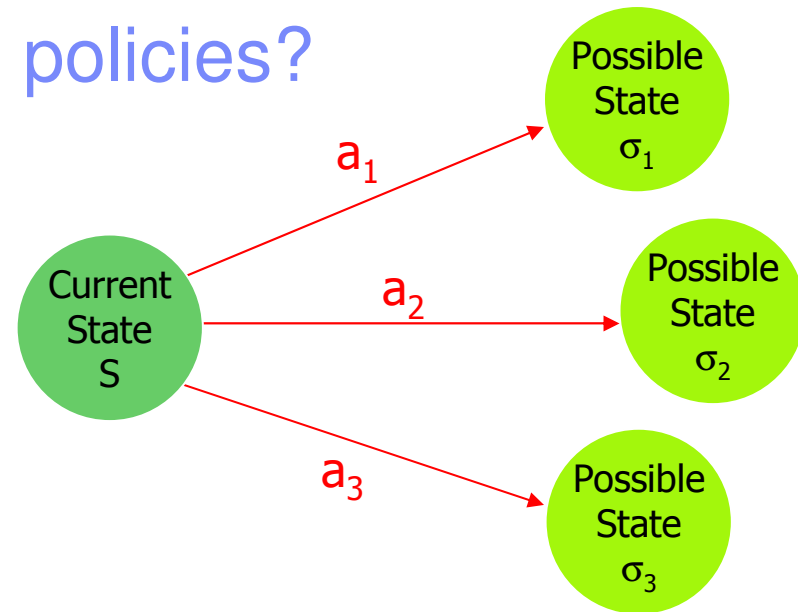 policies?
Possible
State
σ₁
a₁
Current
State
S
a₂
Possible
State
σ₂
a₃
Possible
State
σ₃